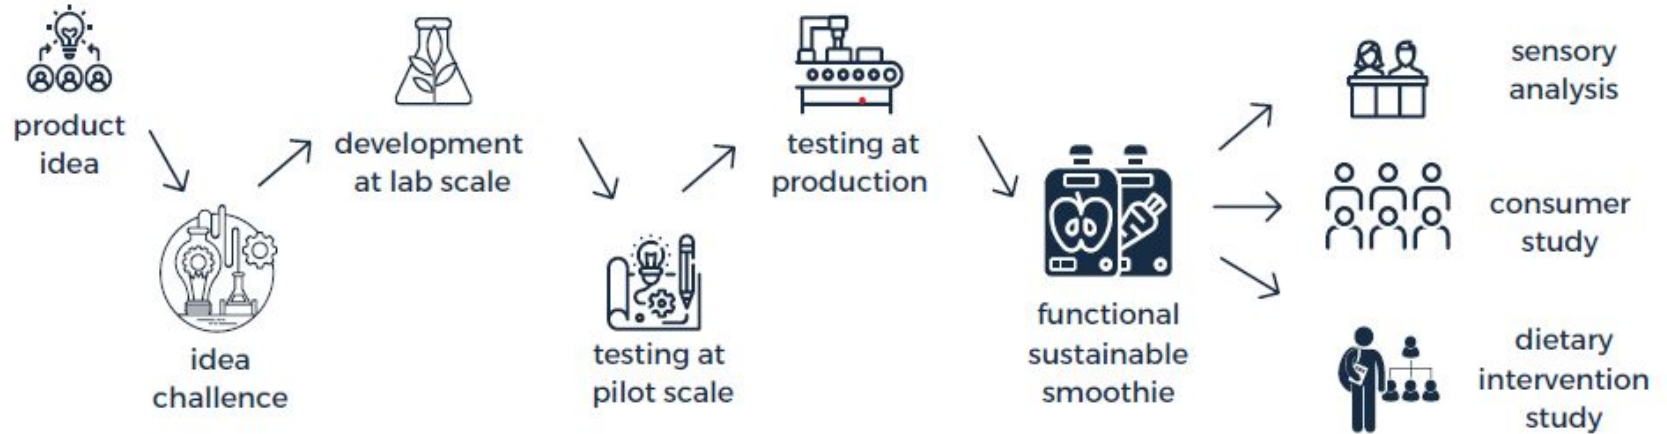 product
idea
idea
challence
development
at lab scale
testing at
pilot scale
testing at
production
functional
sustainable
smoothie
sensory
analysis
consumer
study
dietary
intervention
study